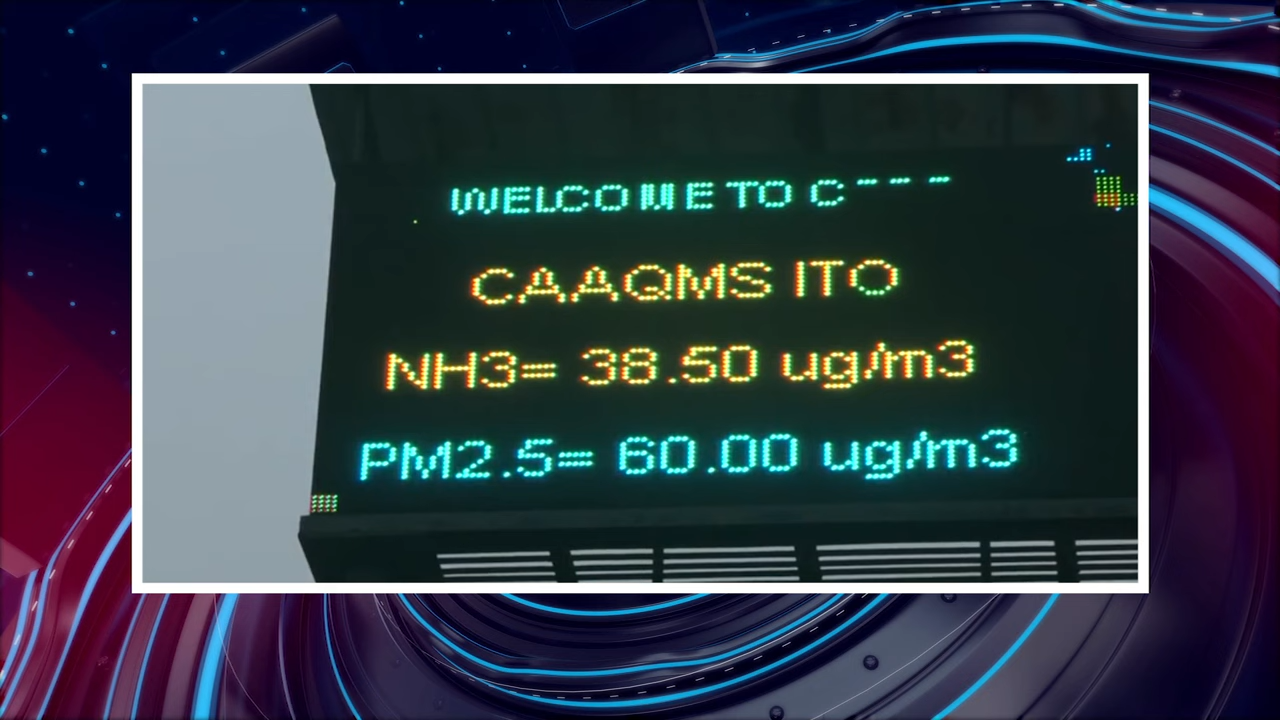 WELCOME TO C
CAAQMS ITO
NH3= 38.50 ug/m3
PM2.5= 60.00 ug/m3